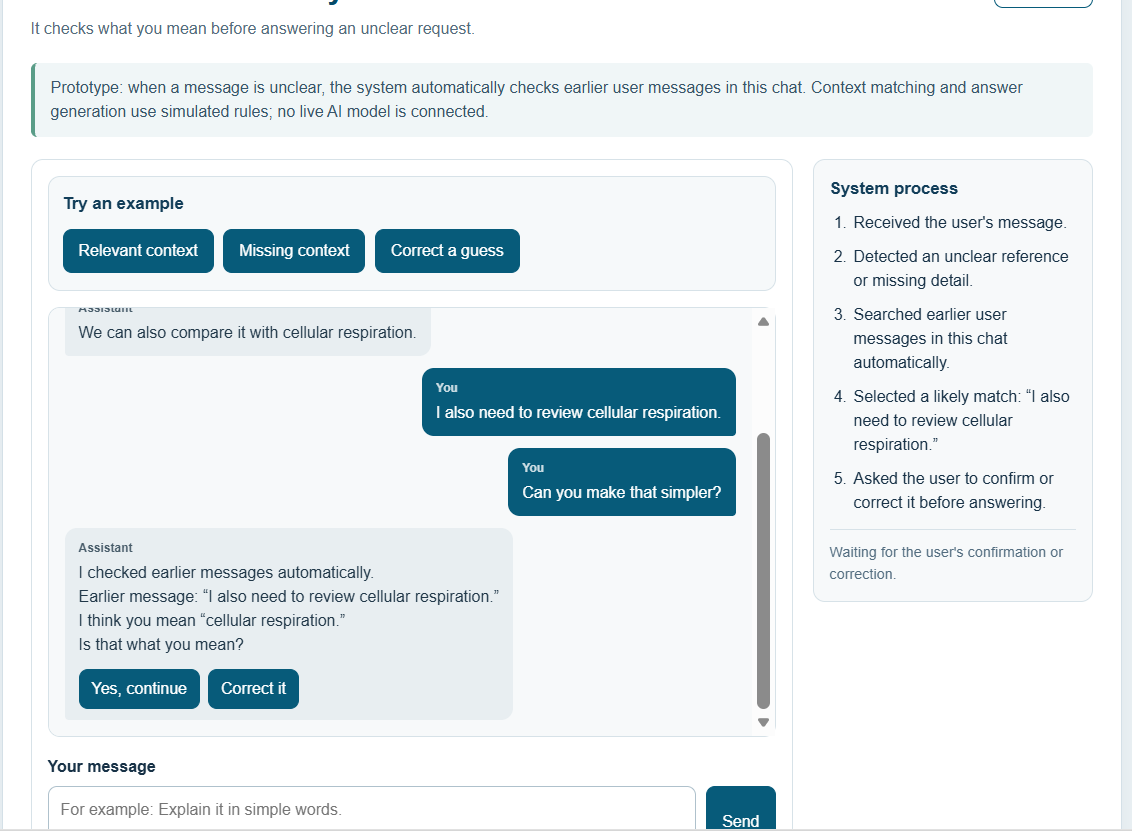 It checks what you mean before answering an unclear request.
Prototype: when a message is unclear, the system automatically checks earlier user messages in this chat. Context matching and answer
generation use simulated rules; no live AI model is connected.
Try an example
Relevant context
Missing context
Correct a guess
Assistant
We can also compare it with cellular respiration.
You
I also need to review cellular respiration.
You
Can you make that simpler?
Assistant
I checked earlier messages automatically.
Earlier message: “I also need to review cellular respiration.”
I think you mean “cellular respiration.”
Is that what you mean?
Yes, continue
Correct it
Your message
For example: Explain it in simple words.
Send
System process
1. Received the user's message.
2. Detected an unclear reference
or missing detail.
3. Searched earlier user
messages in this chat
automatically.
4. Selected a likely match: “I also
need to review cellular
respiration.”
5. Asked the user to confirm or
correct it before answering.
Waiting for the user's confirmation or
correction.